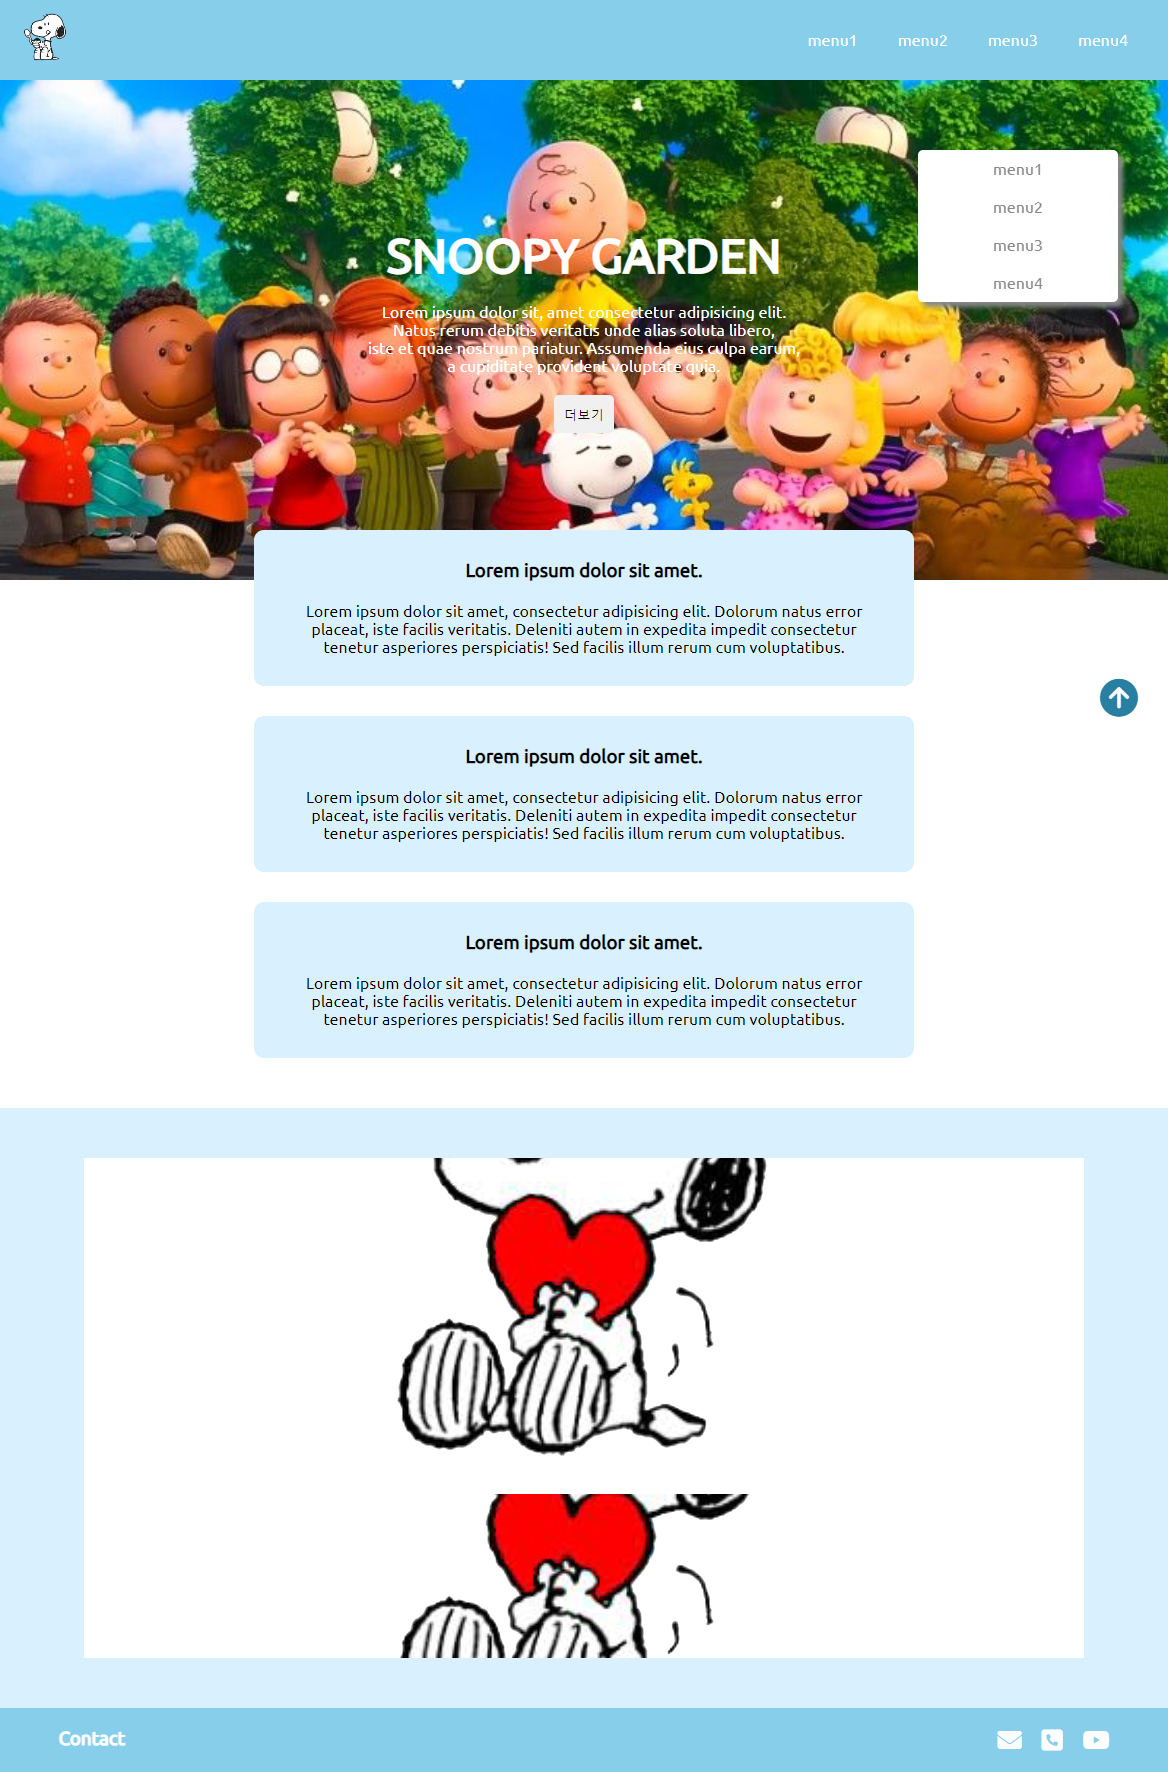 menu1 menu2 menu3 menu4
menu1
menu2
menu3
menu4
SNOOPY GARDEN
Lorem ipsum dolor sit, amet consectetur adipisicing elit.
Natus rerum debitis veritatis unde alias soluta libero,
iste et quae nostrum pariatur. Assumenda eius culpa earum,
a cupiditate provident voluptate quia.
더보기
Lorem ipsum dolor sit amet.
Lorem ipsum dolor sit amet, consectetur adipisicing elit. Dolorum natus error
placeat, iste facilis veritatis. Deleniti autem in expedita impedit consectetur
tenetur asperiores perspiciatis! Sed facilis illum rerum cum voluptatibus.
Lorem ipsum dolor sit amet.
Lorem ipsum dolor sit amet, consectetur adipisicing elit. Dolorum natus error
placeat, iste facilis veritatis. Deleniti autem in expedita impedit consectetur
tenetur asperiores perspiciatis! Sed facilis illum rerum cum voluptatibus.
Lorem ipsum dolor sit amet.
Lorem ipsum dolor sit amet, consectetur adipisicing elit. Dolorum natus error
placeat, iste facilis veritatis. Deleniti autem in expedita impedit consectetur
tenetur asperiores perspiciatis! Sed facilis illum rerum cum voluptatibus.
Contact